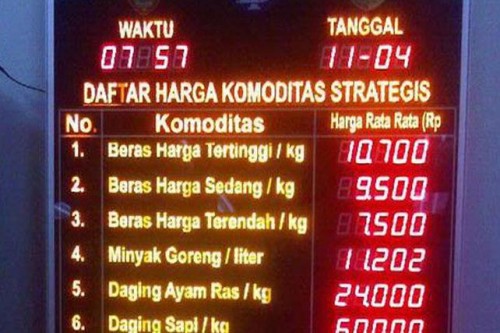 WAKTU TANGGAL
07:57 11-04
DAFTAR HARGA KOMODITAS STRATEGIS
No. Komoditas Harga Rata Rata (Rp
1. Beras Harga Tertinggi / kg 10.700
2. Beras Harga Sedang / kg 9.500
3. Beras Harga Terendah / kg 7.500
4. Minyak Goreng / liter 11.202
5. Daging Ayam Ras / kg 24.000
6. Daging Sapi / kg 60.000